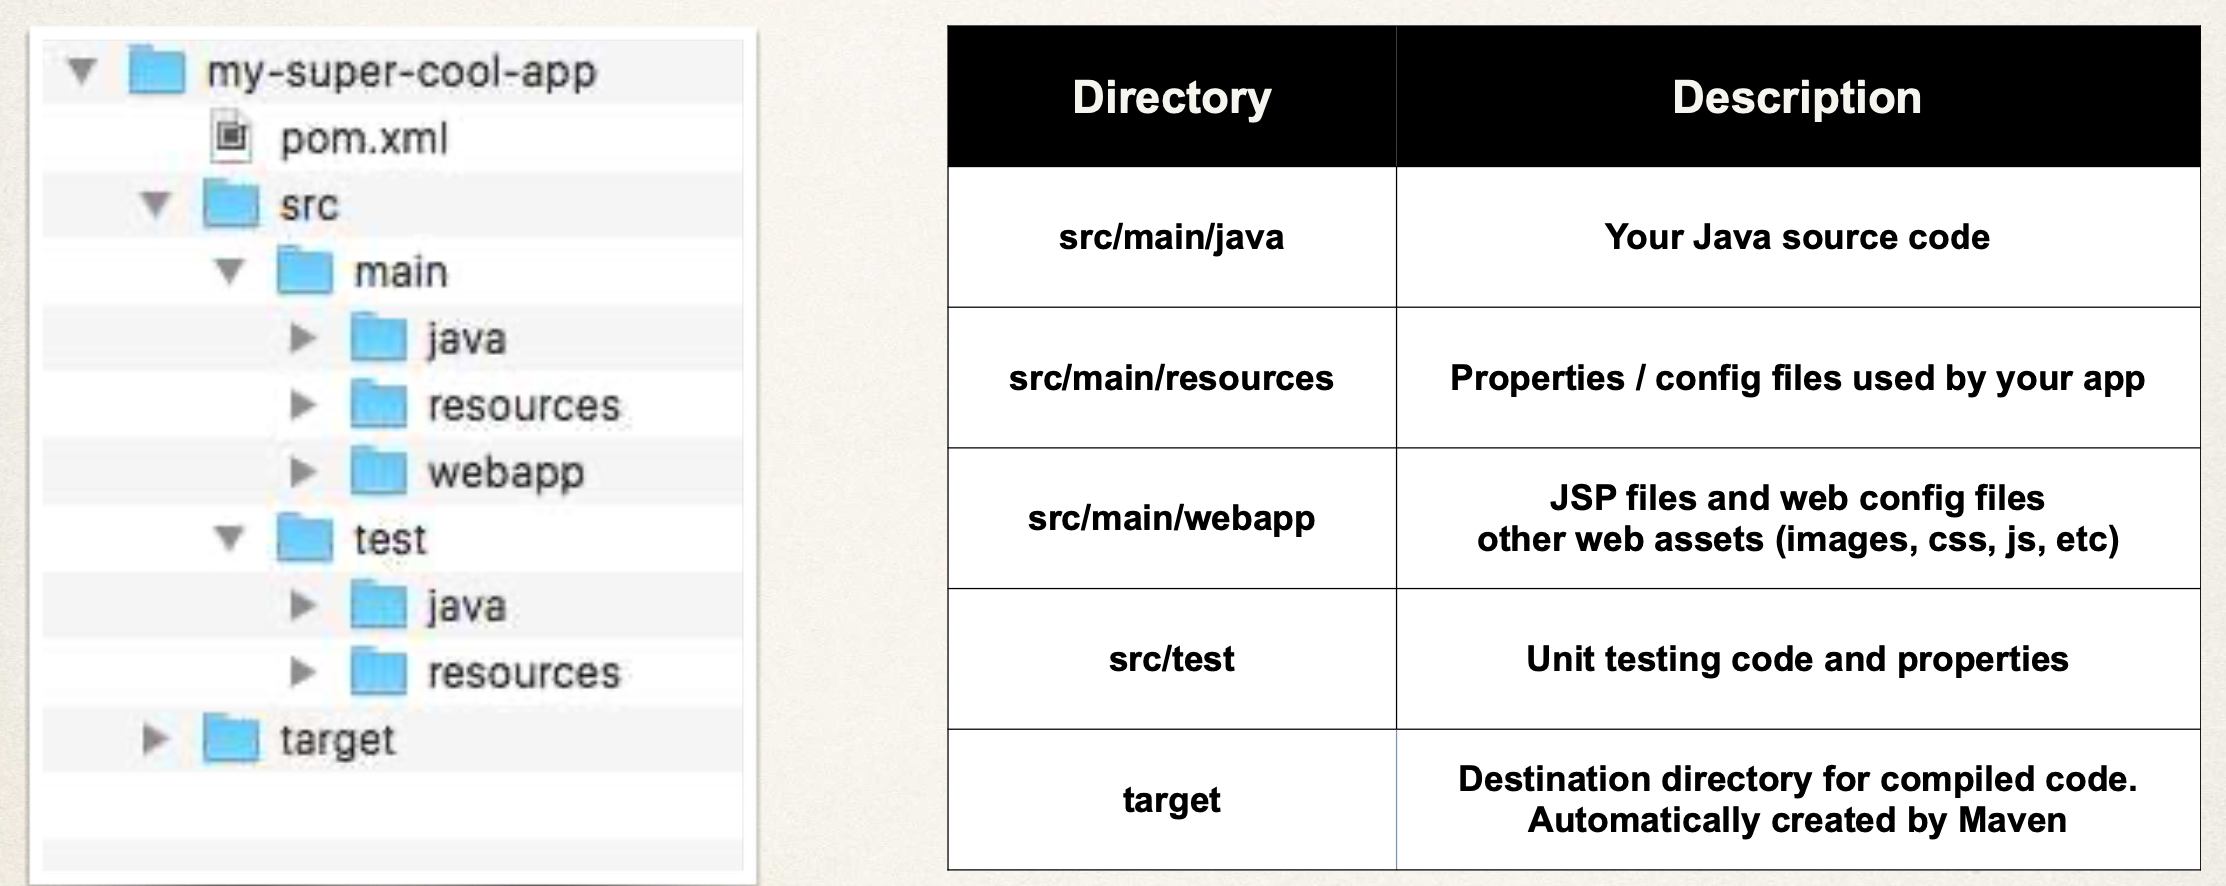 my-super-cool-app
pom.xml
src
main
java
resources
webapp
test
java
resources
target
Directory Description
src/main/java Your Java source code
src/main/resources Properties / config files used by your app
src/main/webapp JSP files and web config files
other web assets (images, css, js, etc)
src/test Unit testing code and properties
target Destination directory for compiled code.
Automatically created by Maven